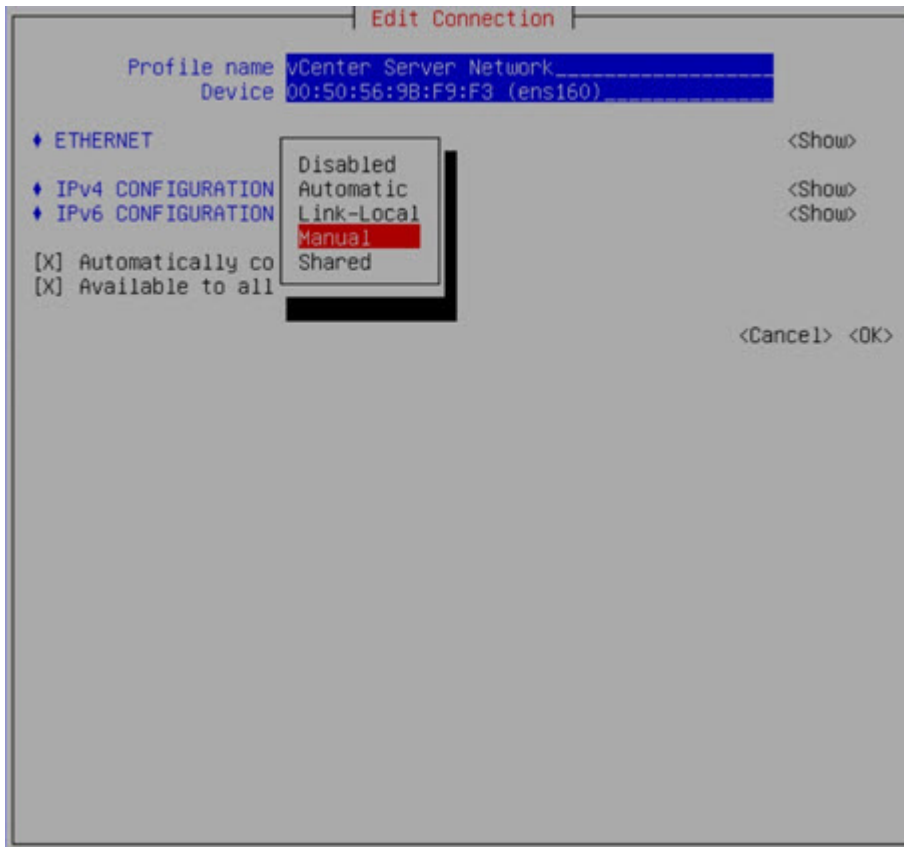 Edit Connection
Profile name vCenter Server Network
Device 00:50:56:9B:F9:F3 (ens160)
♦ ETHERNET <Show>
Disabled
♦ IPv4 CONFIGURATION Automatic <Show>
♦ IPv6 CONFIGURATION Link-Local <Show>
Manual
[X] Automatically co Shared
[X] Available to all
<Cancel> <OK>